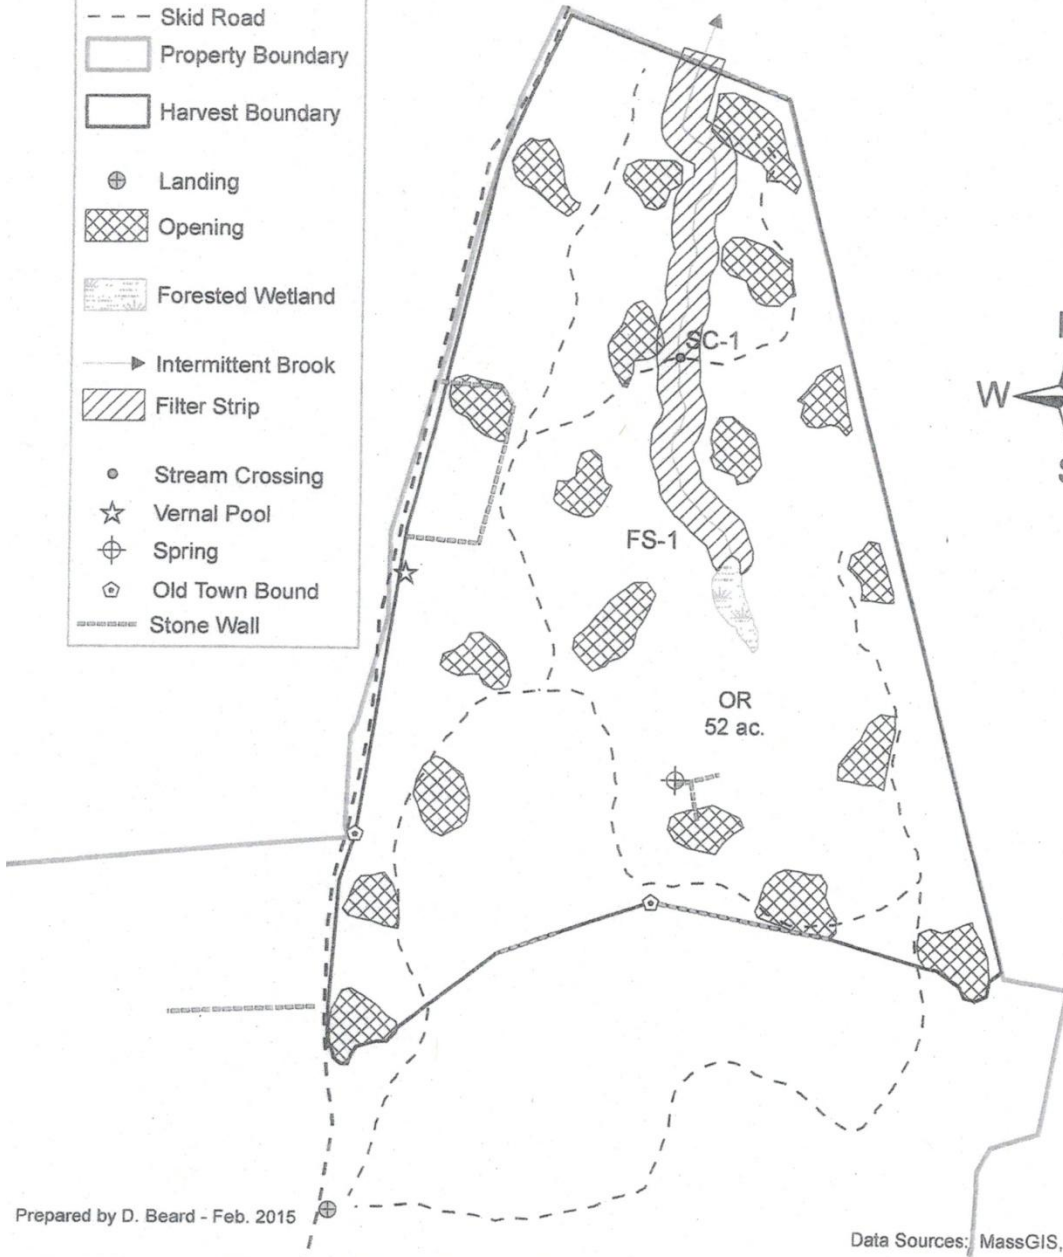 Skid Road
Property Boundary
Harvest Boundary
Landing
Opening
Forested Wetland
Intermittent Brook
Filter Strip
Stream Crossing
Vernal Pool
Spring
Old Town Bound
Stone Wall
SC-1
W
FS-1
OR
52 ac.
Prepared by D. Beard - Feb. 2015
Data Sources: MassGIS,